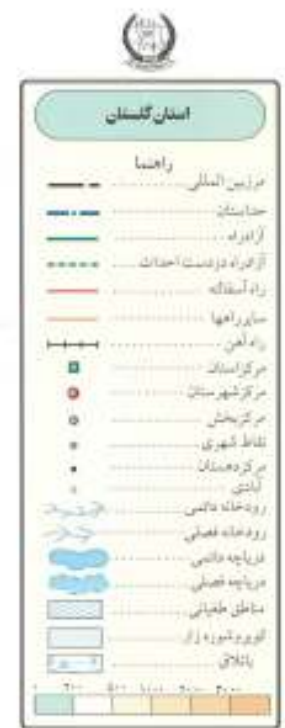 استان گلستان
راهنما
مرز بین المللی
حد استان
آزادراه
آزادراه در دست احداث
راه آسفالته
سایر راهها
راه آهن
مرکز استان
مرکز شهرستان
مرکز بخش
نقاط شهری
مرکز دهستان
آبادی
رودخانه دائمی
رودخانه فصلی
دریاچه دائمی
دریاچه فصلی
مناطق طغیانی
کویر و شوره زار
باتلاق